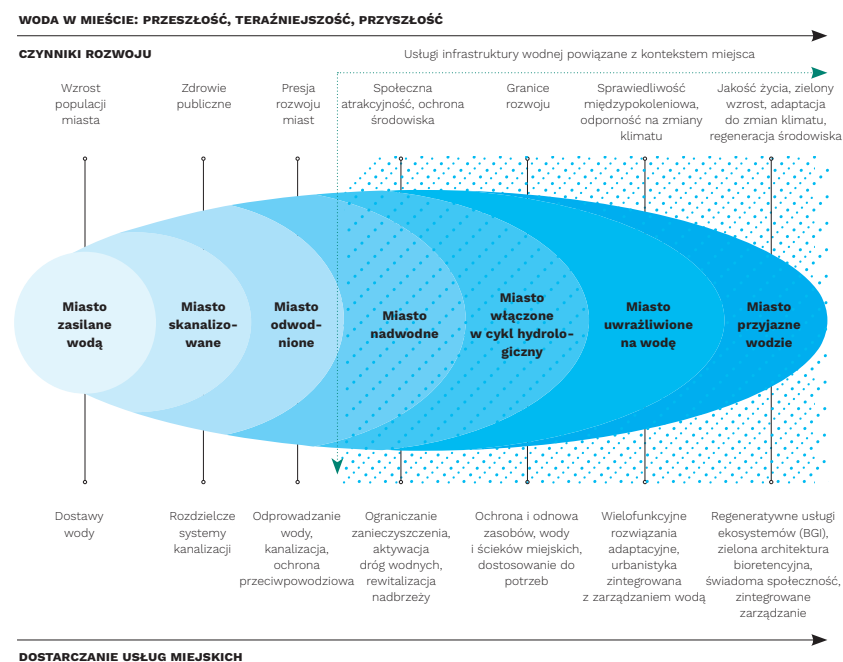 WODA W MIEŚCIE: PRZESZŁOŚĆ, TERAŹNIEJSZOŚĆ, PRZYSZŁOŚĆ
CZYNNIKI ROZWOJU
Usługi infrastruktury wodnej powiązane z kontekstem miejsca
Wzrost
populacji
miasta
Zdrowie
publiczne
Presja
rozwoju
miast
Społeczna
atrakcyjność, ochrona
środowiska
Granice
rozwoju
Sprawiedliwość
międzypokoleniowa,
odporność na zmiany
klimatu
Jakość życia, zielony
wzrost, adaptacja
do zmian klimatu,
regeneracja środowiska
Miasto
zasilane
wodą
Miasto
skanalizo-
wane
Miasto
odwod-
nione
Miasto
nadwodne
Miasto
włączone
w cykl hydrolo-
giczny
Miasto
uwrażliwione
na wodę
Miasto
przyjazne
wodzie
Dostawy
wody
Rozdzielcze
systemy
kanalizacji
Odprowadzanie
wody,
kanalizacja,
ochrona
przeciwpowodziowa
Ograniczanie
zanieczyszczenia,
aktywacja
dróg wodnych,
rewitalizacja
nadbrzeży
Ochrona i odnowa
zasobów, wody
i ścieków miejskich,
dostosowanie do
potrzeb
Wielofunkcyjne
rozwiązania
adaptacyjne,
urbanistyka
zintegrowana
z zarządzaniem wodą
Regeneratywne usługi
ekosystemów (BGI),
zielona architektura
bioretencyjna,
świadoma społeczność,
zintegrowane
zarządzanie
DOSTARCZANIE USŁUG MIEJSKICH